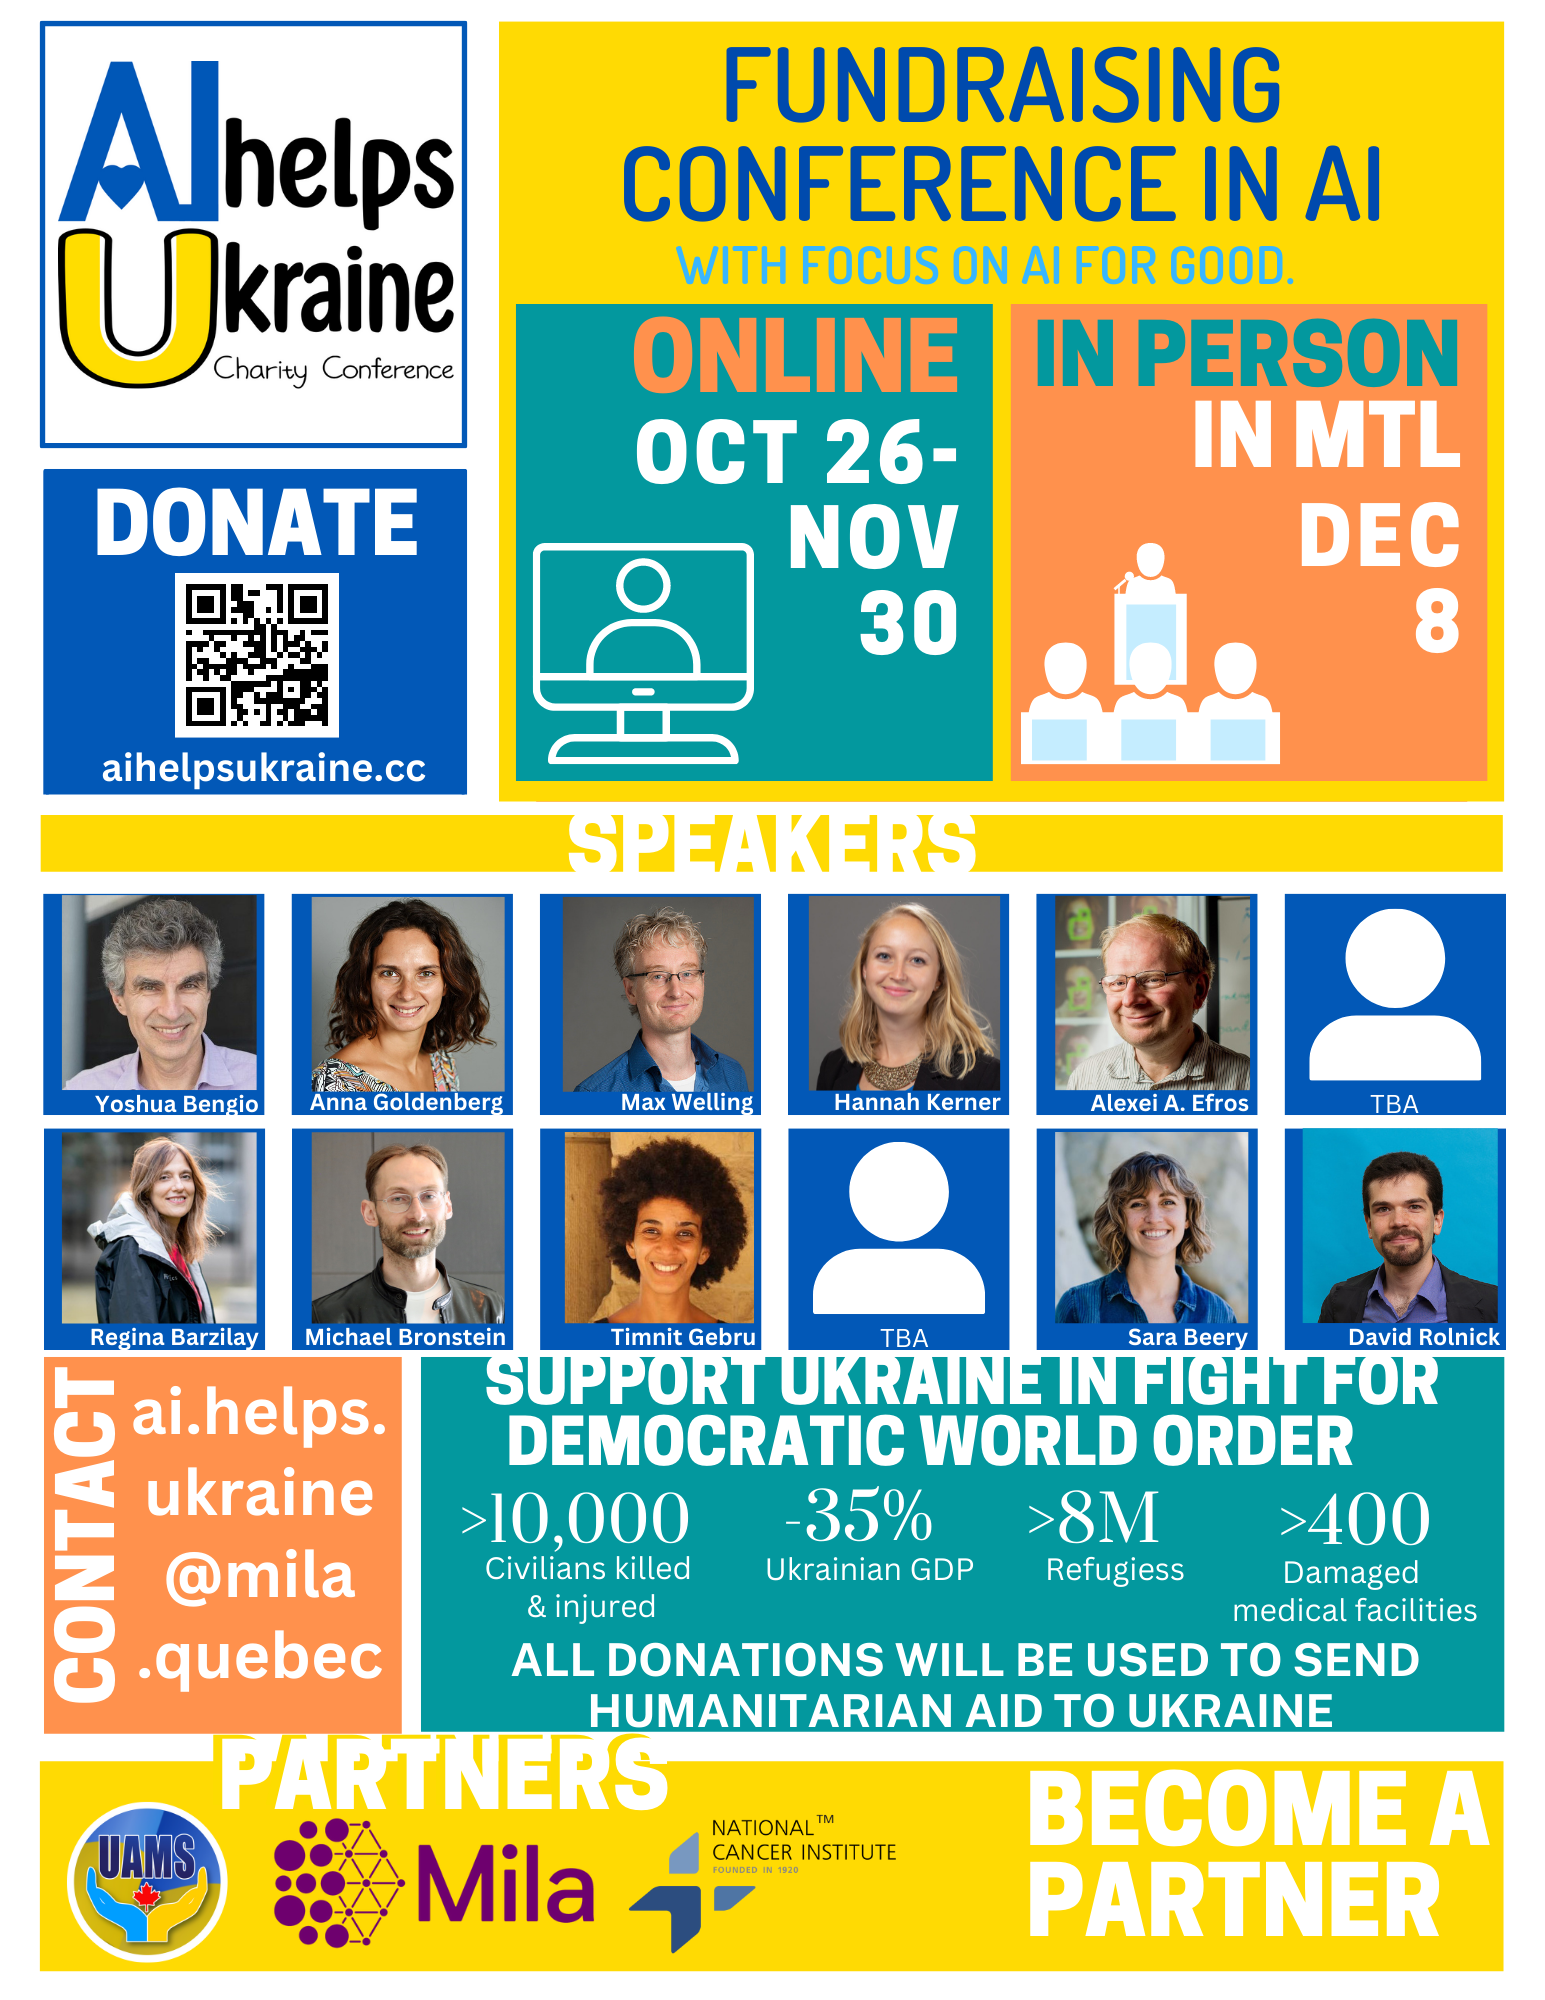 AI helps
Ukraine
Charity Conference
DONATE
aihelpsukraine.cc
FUNDRAISING
CONFERENCE IN AI
WITH FOCUS ON AI FOR GOOD.
ONLINE
OCT 26-
NOV
30
IN PERSON
IN MTL
DEC
8
SPEAKERS
Yoshua Bengio
Anna Goldenberg
Max Welling
Hannah Kerner
Alexei A. Efros
TBA
Regina Barzilay
Michael Bronstein
Timnit Gebru
TBA
Sara Beery
David Rolnick
CONTACT
ai.helps.
ukraine
@mila
.quebec
SUPPORT UKRAINE IN FIGHT FOR
DEMOCRATIC WORLD ORDER
>10,000
Civilians killed
& injured
-35%
Ukrainian GDP
>8M
Refugiess
>400
Damaged
medical facilities
ALL DONATIONS WILL BE USED TO SEND
HUMANITARIAN AID TO UKRAINE
PARTNERS
UAMS
Mila
NATIONAL™
CANCER INSTITUTE
FOUNDED IN 1920
BECOME A
PARTNER